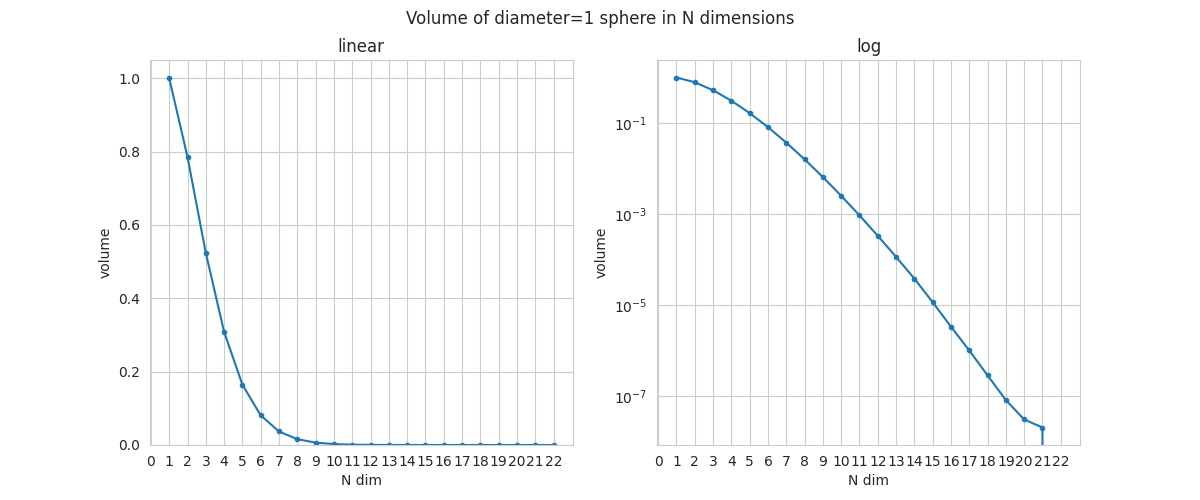 Volume of diameter=1 sphere in N dimensions
linear
volume
1.0
0.8
0.6
0.4
0.2
0.0
0 1 2 3 4 5 6 7 8 9 10 11 12 13 14 15 16 17 18 19 20 21 22
N dim
log
volume
10⁻¹
10⁻³
10⁻⁵
10⁻⁷
0 1 2 3 4 5 6 7 8 9 10 11 12 13 14 15 16 17 18 19 20 21 22
N dim